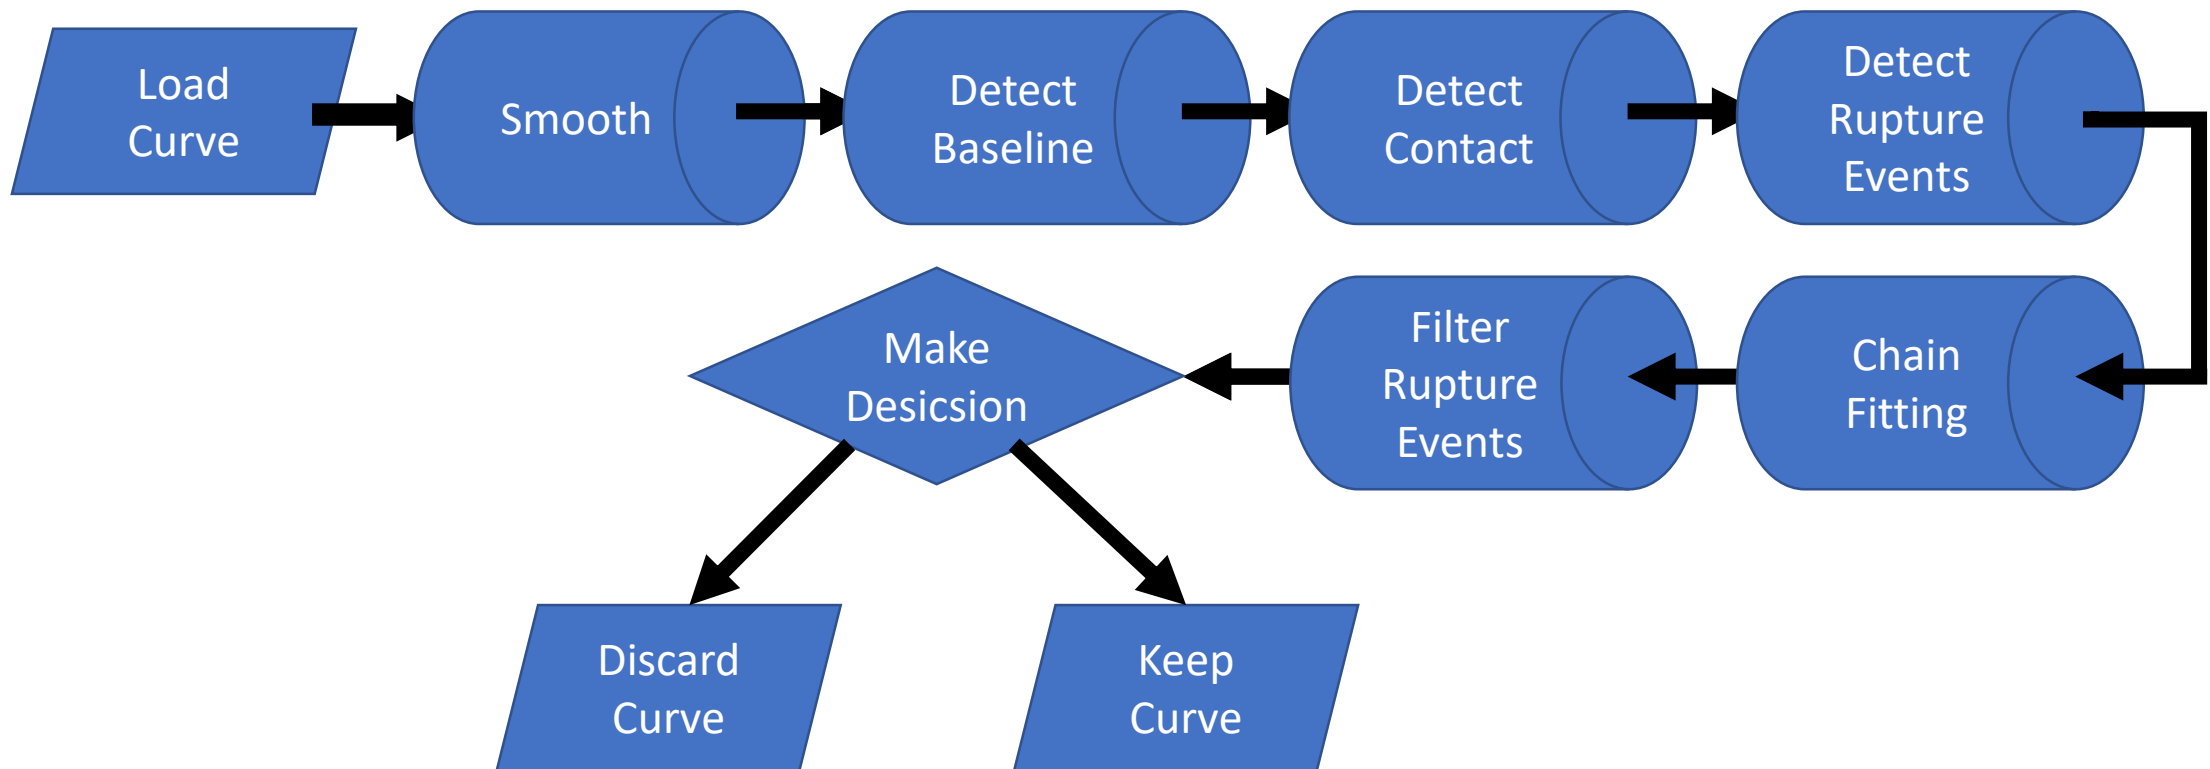 Load
Curve
Smooth
Detect
Baseline
Detect
Contact
Detect
Rupture
Events
Chain
Fitting
Filter
Rupture
Events
Make
Desicsion
Discard
Curve
Keep
Curve